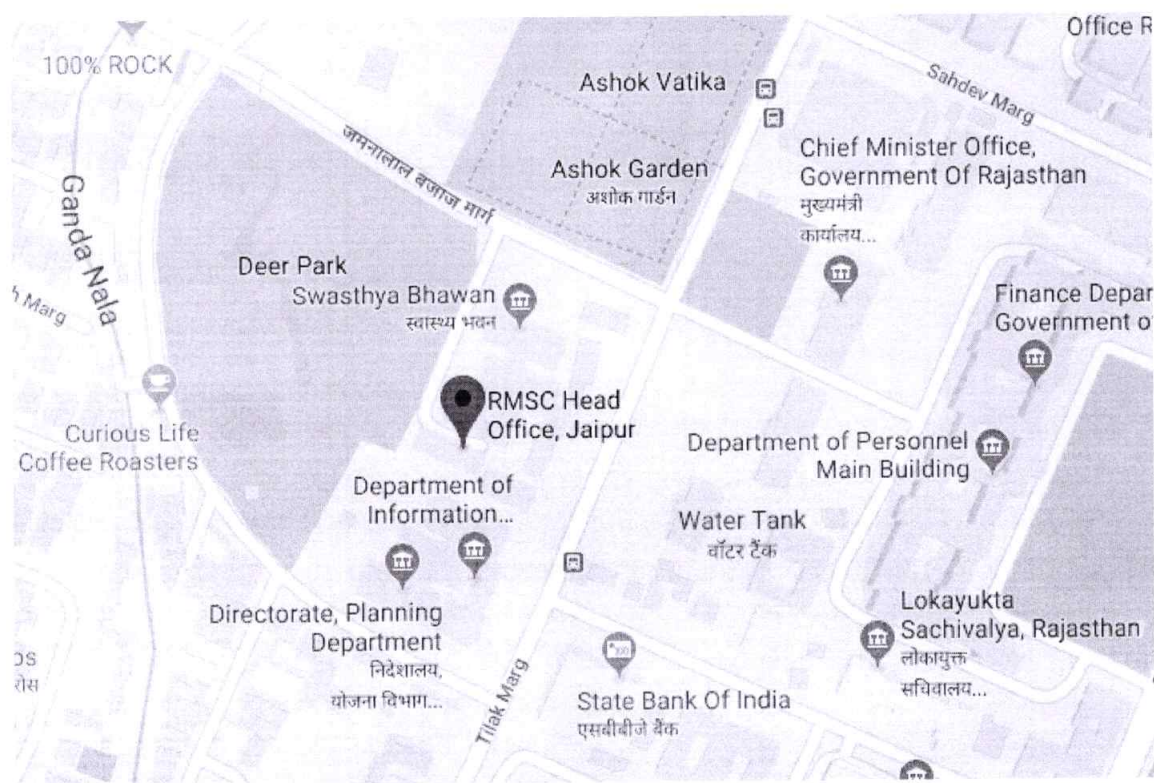 Office R
100% ROCK
Ashok Vatika
Sahdev Marg
जमनालाल बजाज मार्ग
Chief Minister Office,
Government Of Rajasthan
मुख्यमंत्री
कार्यालय...
Ashok Garden
अशोक गार्डन
Ganda Nala
Deer Park
Swasthya Bhawan
स्वास्थ्य भवन
h Marg
Finance Depar
Government o
RMSC Head
Office, Jaipur
Curious Life
Coffee Roasters
Department of Personnel
Main Building
Department of
Information...
Water Tank
वॉटर टैंक
Directorate, Planning
Department
निदेशालय,
योजना विभाग...
Lokayukta
Sachivalya, Rajasthan
लोकायुक्त
सचिवालय...
os
रोस
Tilak Marg
State Bank Of India
एसबीबीजे बैंक